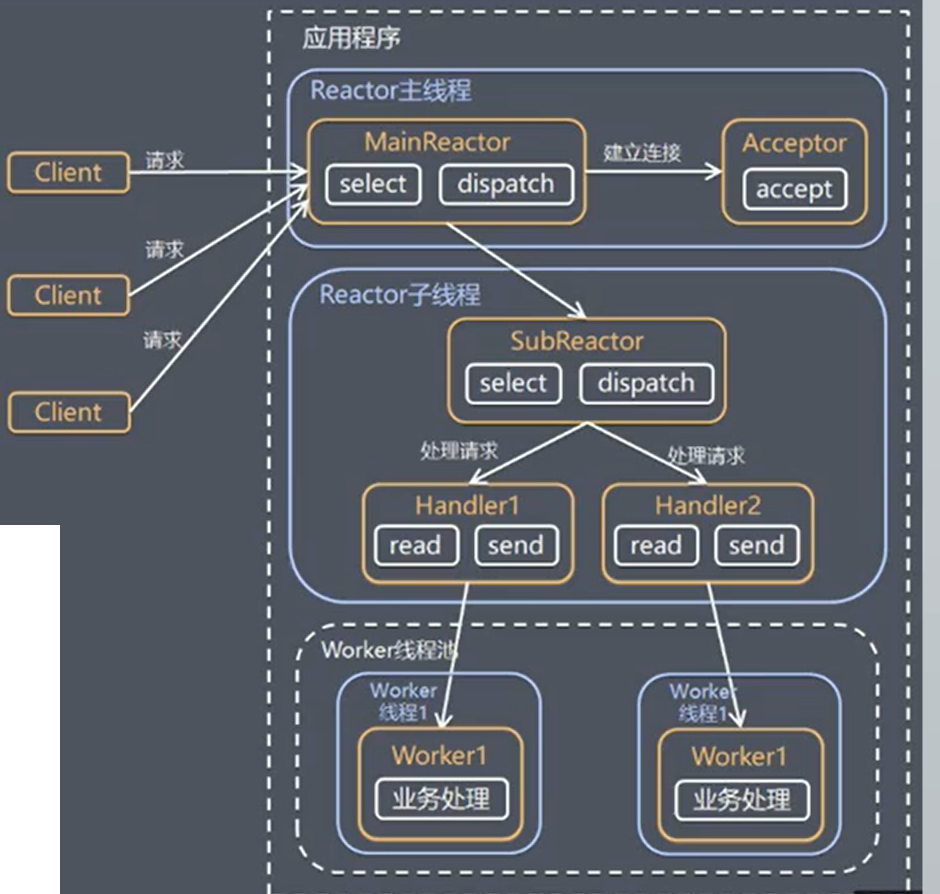 应用程序
Reactor主线程
MainReactor
select
dispatch
建立连接
Acceptor
accept
Client
请求
Client
请求
Client
请求
Reactor子线程
SubReactor
select
dispatch
处理请求
处理请求
Handler1
read
send
Handler2
read
send
Worker线程池
Worker
线程1
Worker1
业务处理
Worker
线程1
Worker1
业务处理